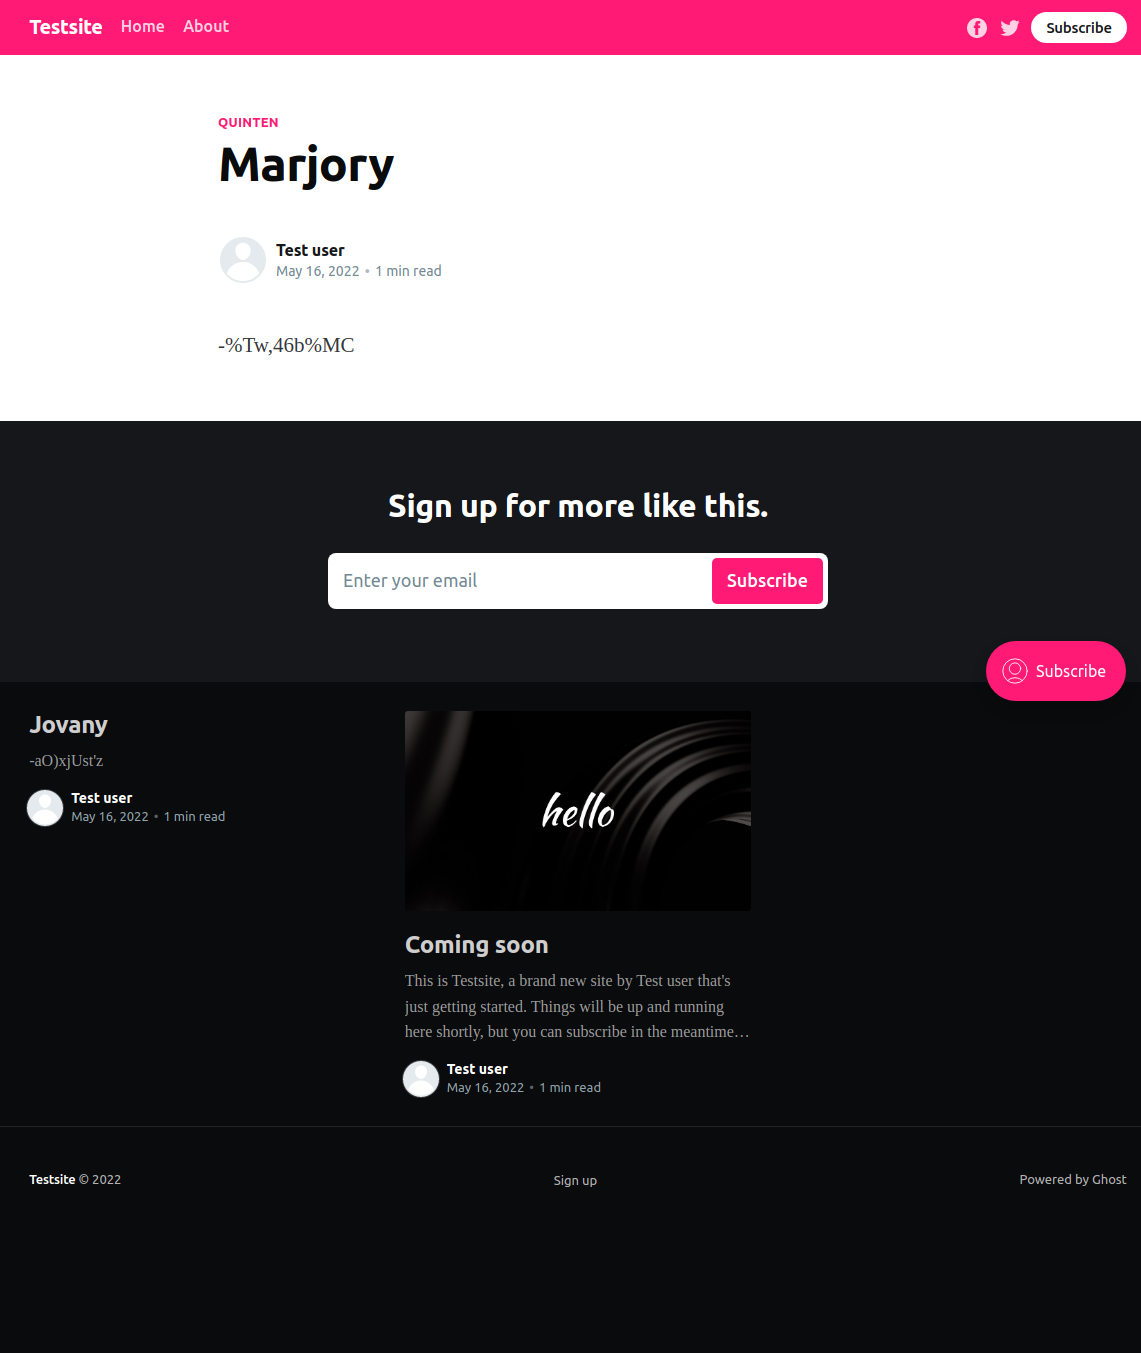 Testsite Home About Subscribe
QUINTEN
Marjory
Test user
May 16, 2022 • 1 min read
-%Tw,46b%MC
Sign up for more like this.
Enter your email Subscribe
Subscribe
Jovany
-aO)xjUst'z
Test user
May 16, 2022 • 1 min read
hello
Coming soon
This is Testsite, a brand new site by Test user that's
just getting started. Things will be up and running
here shortly, but you can subscribe in the meantime…
Test user
May 16, 2022 • 1 min read
Testsite © 2022 Sign up Powered by Ghost